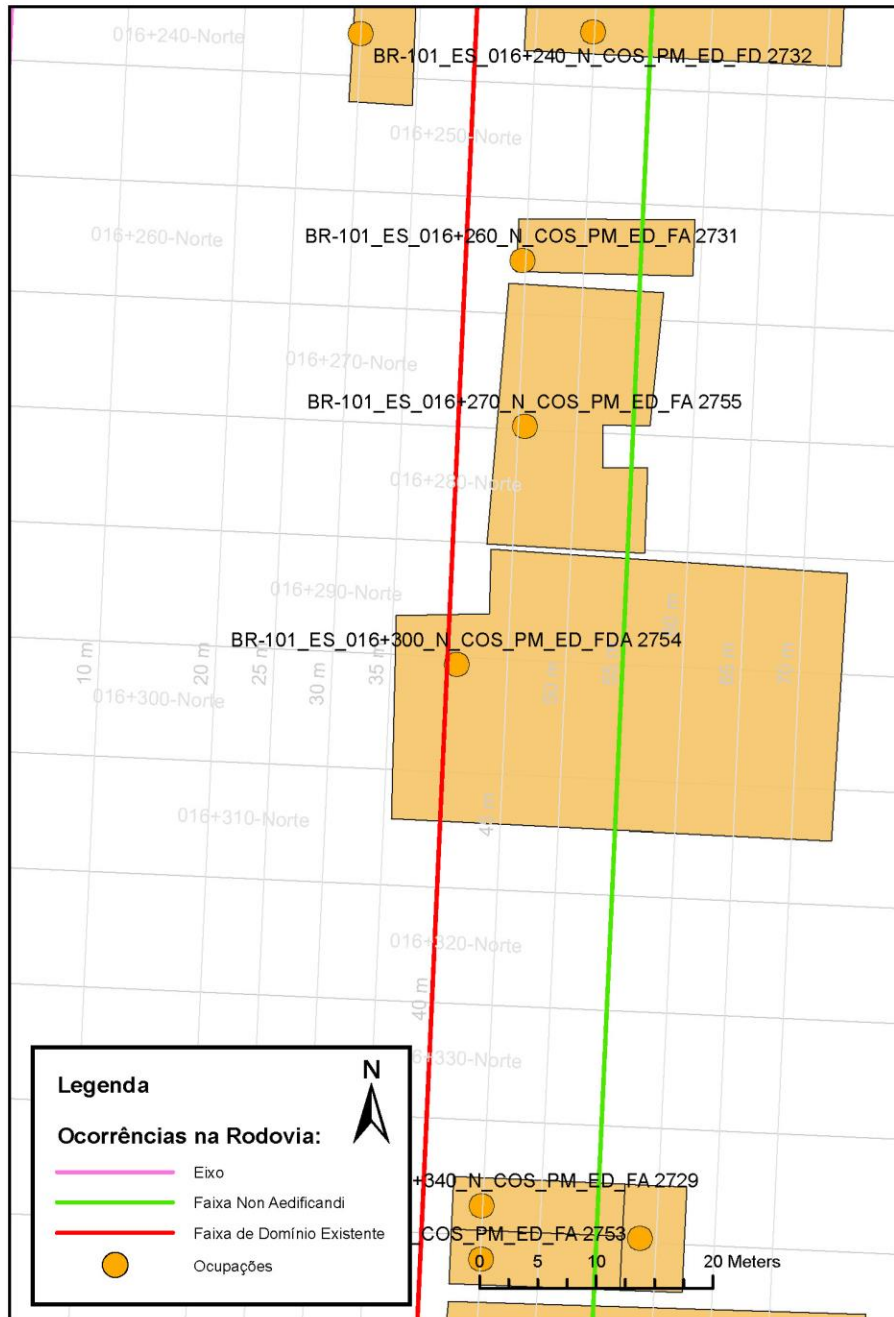 016+240-Norte
BR-101_ES_016+240_N_COS_PM_ED_FD 2732
016+250-Norte
016+260-Norte
BR-101_ES_016+260_N_COS_PM_ED_FA 2731
016+270-Norte
BR-101_ES_016+270_N_COS_PM_ED_FA 2755
016+280-Norte
016+290-Norte
BR-101_ES_016+300_N_COS_PM_ED_FDA 2754
10 m
20 m
25 m
30 m
35 m
50 m
016+300-Norte
45 m
016+310-Norte
016+320-Norte
40 m
6+330-Norte
Legenda
N
Ocorrências na Rodovia:
Eixo
Faixa Non Aedificandi
Faixa de Domínio Existente
Ocupações
+340_N_COS_PM_ED_FA 2729
COS_PM_ED_FA 2753
0 5 10 20 Meters